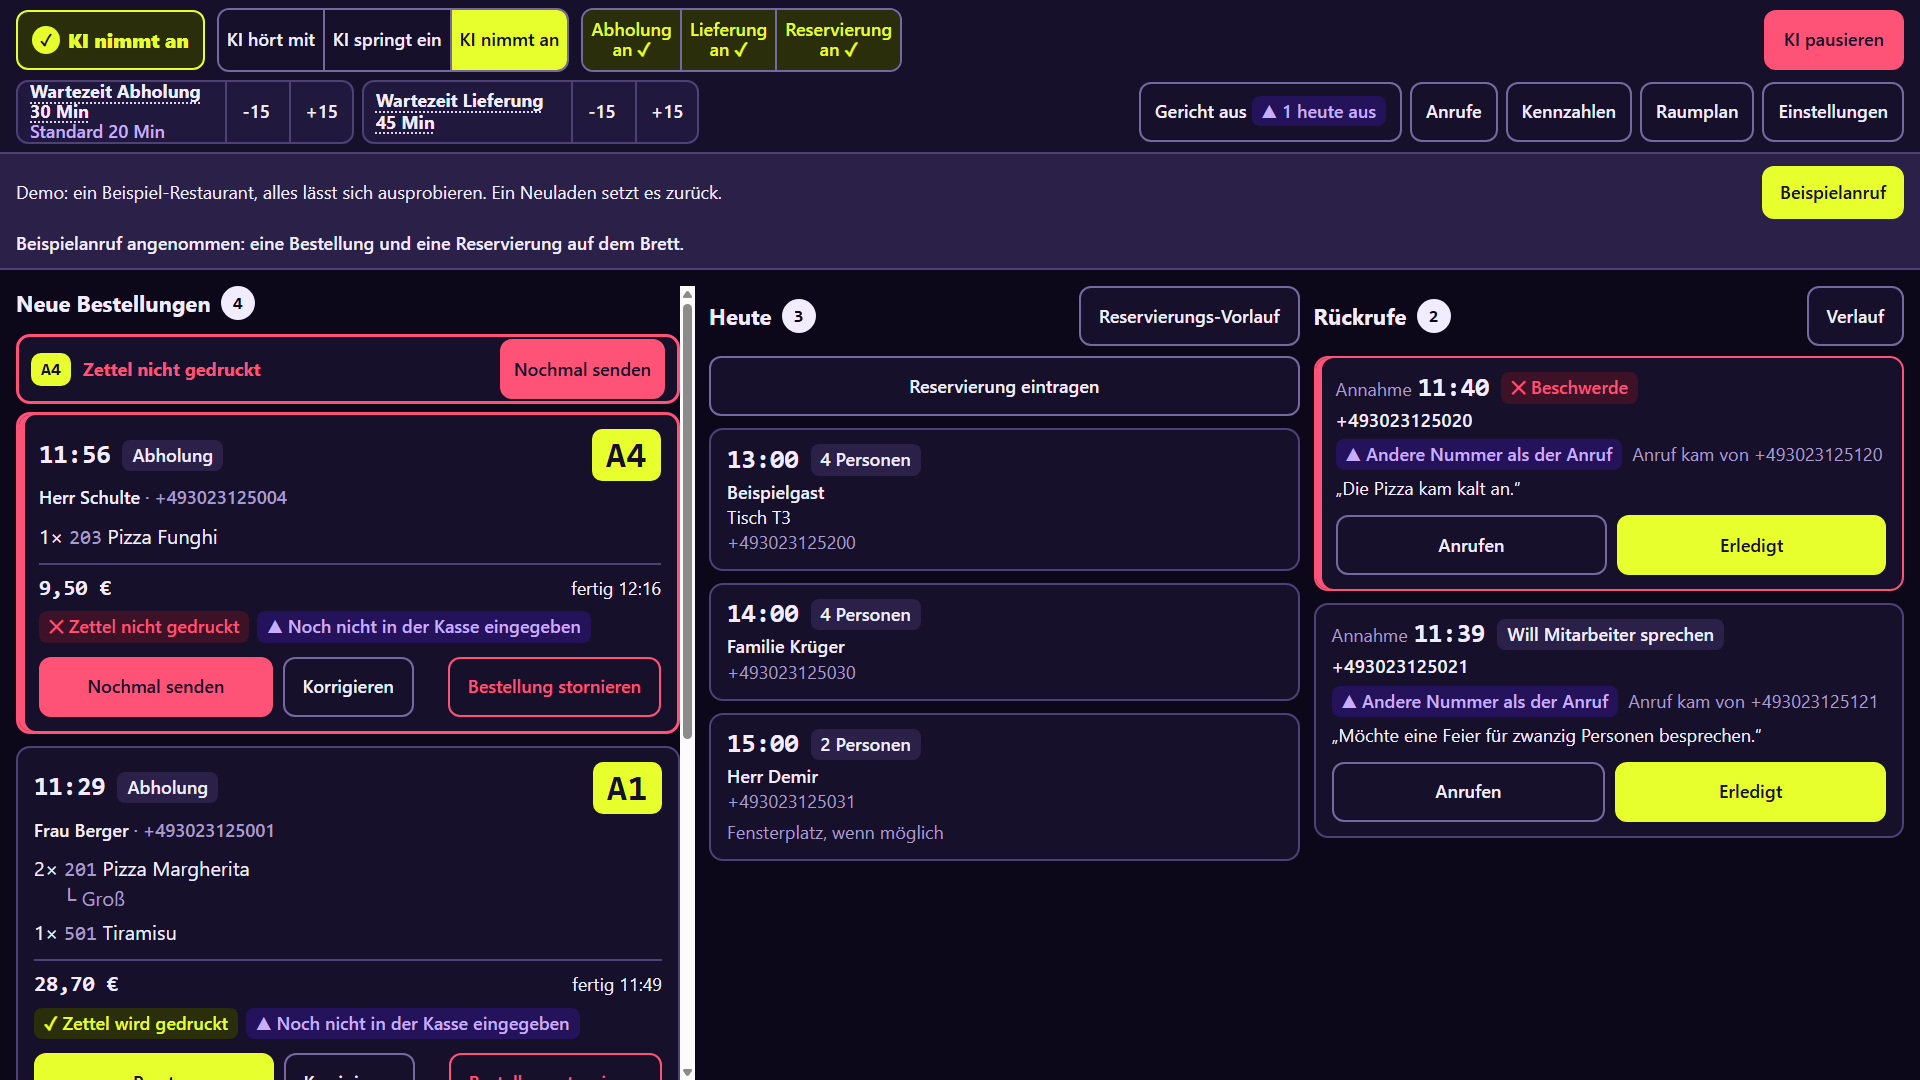 KI nimmt an
KI hört mit
KI springt ein
KI nimmt an
Abholung an ✓
Lieferung an ✓
Reservierung an ✓
KI pausieren
Wartezeit Abholung
30 Min
Standard 20 Min
-15
+15
Wartezeit Lieferung
45 Min
-15
+15
Gericht aus ▲ 1 heute aus
Anrufe
Kennzahlen
Raumplan
Einstellungen
Demo: ein Beispiel-Restaurant, alles lässt sich ausprobieren. Ein Neuladen setzt es zurück.
Beispielanruf
Beispielanruf angenommen: eine Bestellung und eine Reservierung auf dem Brett.
Neue Bestellungen 4
A4 Zettel nicht gedruckt
Nochmal senden
11:56 Abholung
A4
Herr Schulte · +493023125004
1× 203 Pizza Funghi
9,50 €
fertig 12:16
✕ Zettel nicht gedruckt
▲ Noch nicht in der Kasse eingegeben
Nochmal senden
Korrigieren
Bestellung stornieren
11:29 Abholung
A1
Frau Berger · +493023125001
2× 201 Pizza Margherita
└ Groß
1× 501 Tiramisu
28,70 €
fertig 11:49
✓ Zettel wird gedruckt
▲ Noch nicht in der Kasse eingegeben
Heute 3
Reservierungs-Vorlauf
Reservierung eintragen
13:00 4 Personen
Beispielgast
Tisch T3
+493023125200
14:00 4 Personen
Familie Krüger
+493023125030
15:00 2 Personen
Herr Demir
+493023125031
Fensterplatz, wenn möglich
Rückrufe 2
Verlauf
Annahme 11:40 ✕ Beschwerde
+493023125020
▲ Andere Nummer als der Anruf Anruf kam von +493023125120
„Die Pizza kam kalt an.“
Anrufen
Erledigt
Annahme 11:39 Will Mitarbeiter sprechen
+493023125021
▲ Andere Nummer als der Anruf Anruf kam von +493023125121
„Möchte eine Feier für zwanzig Personen besprechen.“
Anrufen
Erledigt